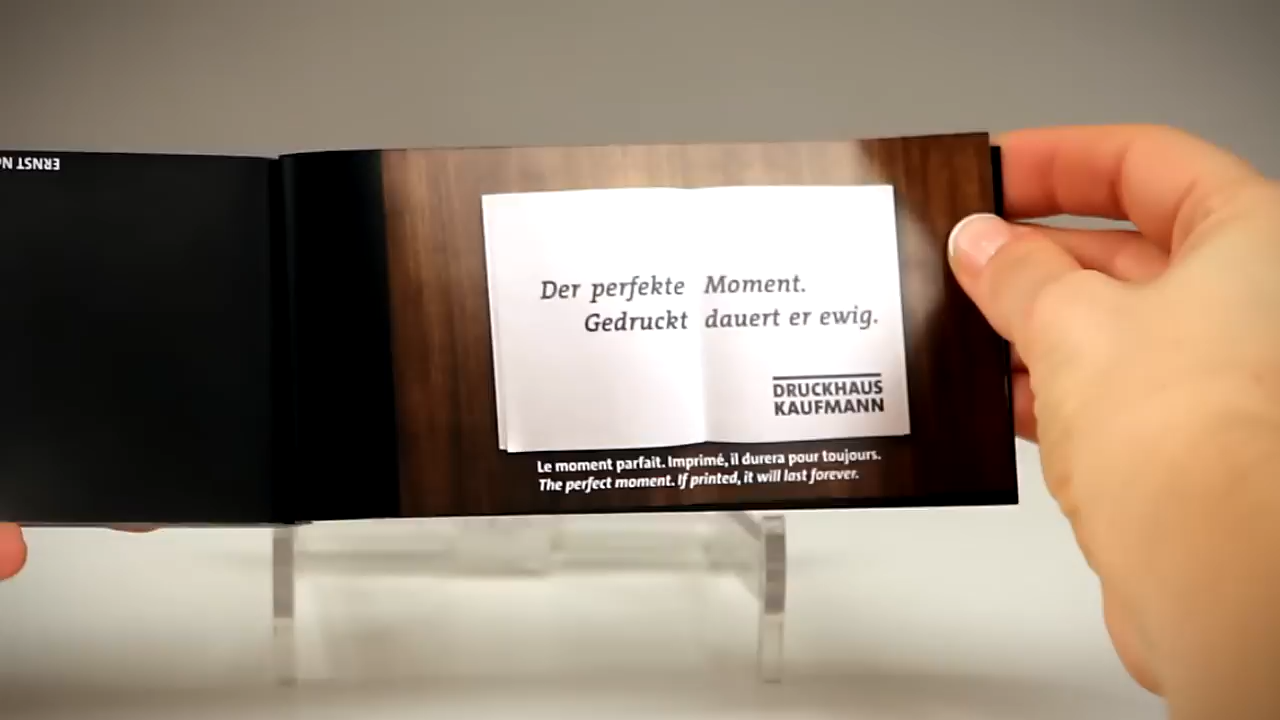 ERNST
Der perfekte Moment.
Gedruckt dauert er ewig.
DRUCKHAUS
KAUFMANN
Le moment parfait. Imprimé, il durera pour toujours.
The perfect moment. If printed, it will last forever.